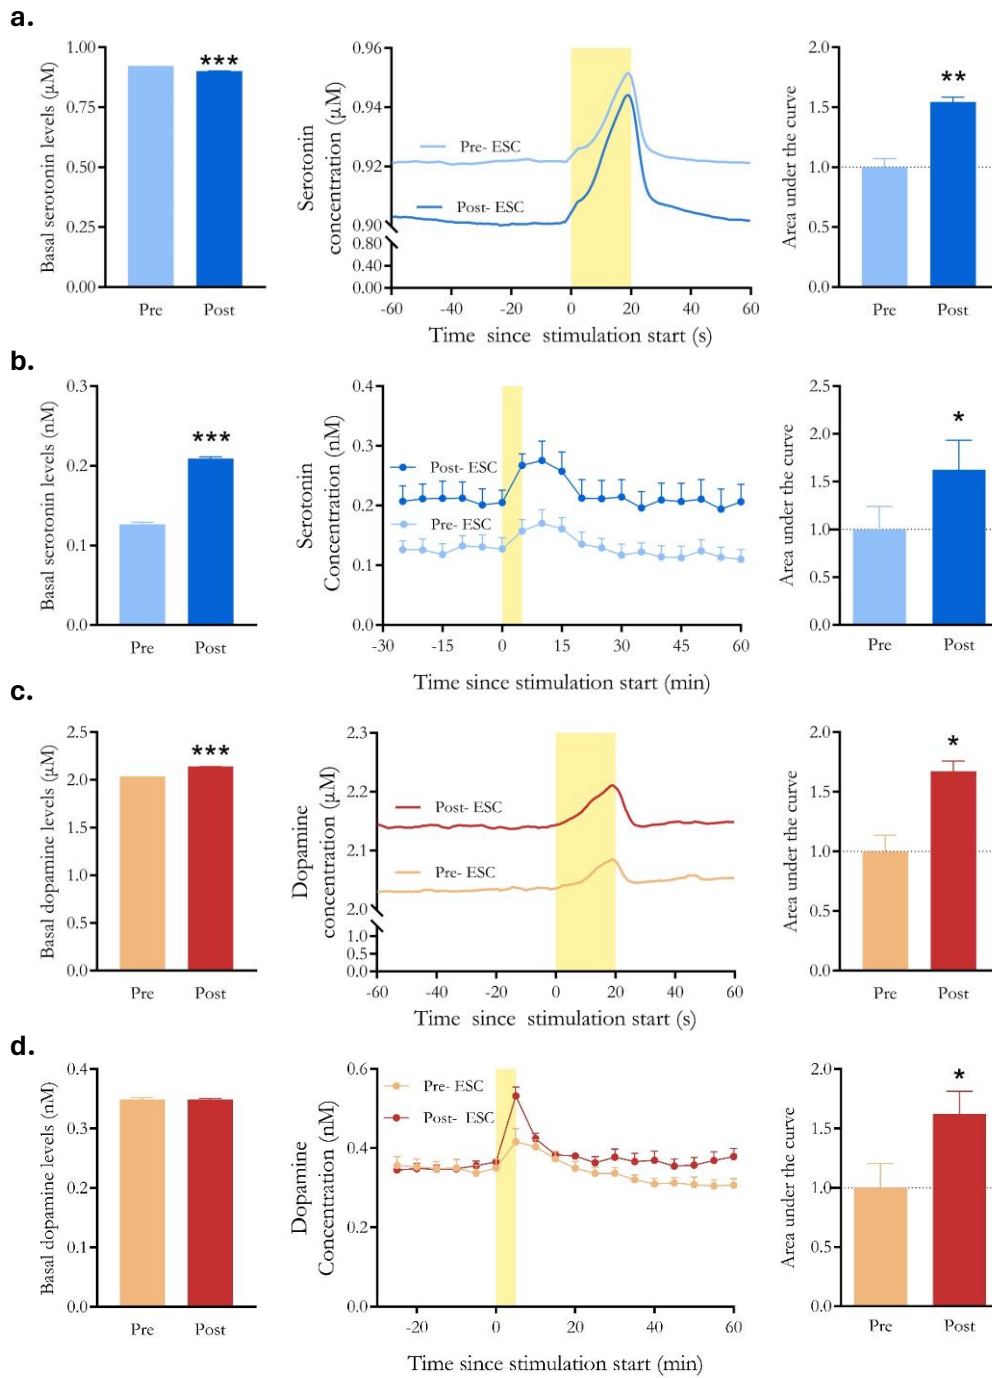 a.
Basal serotonin levels (μM)
1.00
0.75
0.50
0.25
0.00
***
Pre
Post
Serotonin
concentration (μM)
0.96
0.94
0.92
0.90
0.80
0.40
0.00
Pre- ESC
Post- ESC
-60
-40
-20
0
20
40
60
Time since stimulation start (s)
Area under the curve
2.0
1.5
1.0
0.5
0.0
**
Pre
Post
b.
Basal serotonin levels (nM)
0.3
0.2
0.1
0.0
***
Pre
Post
Serotonin
Concentration (nM)
0.4
0.3
0.2
0.1
0.0
Post- ESC
Pre- ESC
-30
-15
0
15
30
45
60
Time since stimulation start (min)
Area under the curve
2.5
2.0
1.5
1.0
0.5
0.0
*
Pre
Post
c.
Basal dopamine levels (μM)
2.5
2.0
1.5
1.0
0.5
0.0
***
Pre
Post
Dopamine
concentration (μM)
2.3
2.2
2.1
2.0
1.0
0.5
0.0
Post- ESC
Pre- ESC
-60
-40
-20
0
20
40
60
Time since stimulation start (s)
Area under the curve
2.0
1.5
1.0
0.5
0.0
*
Pre
Post
d.
Basal dopamine levels (nM)
0.4
0.3
0.2
0.1
0.0
Pre
Post
Dopamine
Concentration (nM)
0.6
0.4
0.2
0.0
Pre- ESC
Post- ESC
-20
0
20
40
60
Time since stimulation start (min)
Area under the curve
2.0
1.5
1.0
0.5
0.0
*
Pre
Post